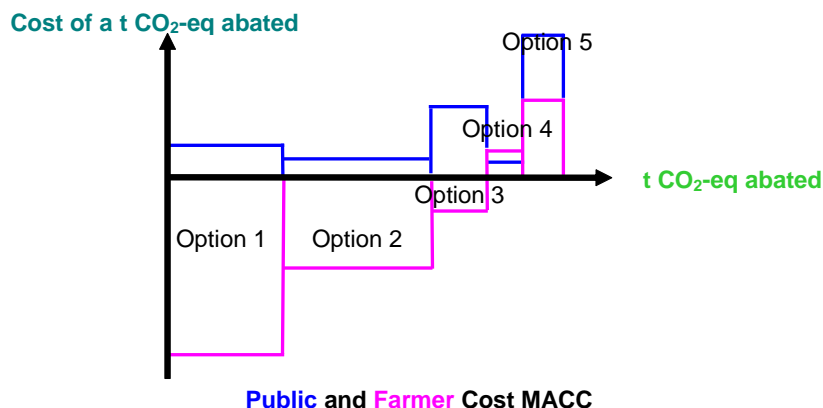 Cost of a t CO₂-eq abated
Option 5
Option 4
t CO₂-eq abated
Option 3
Option 1
Option 2
Public and Farmer Cost MACC